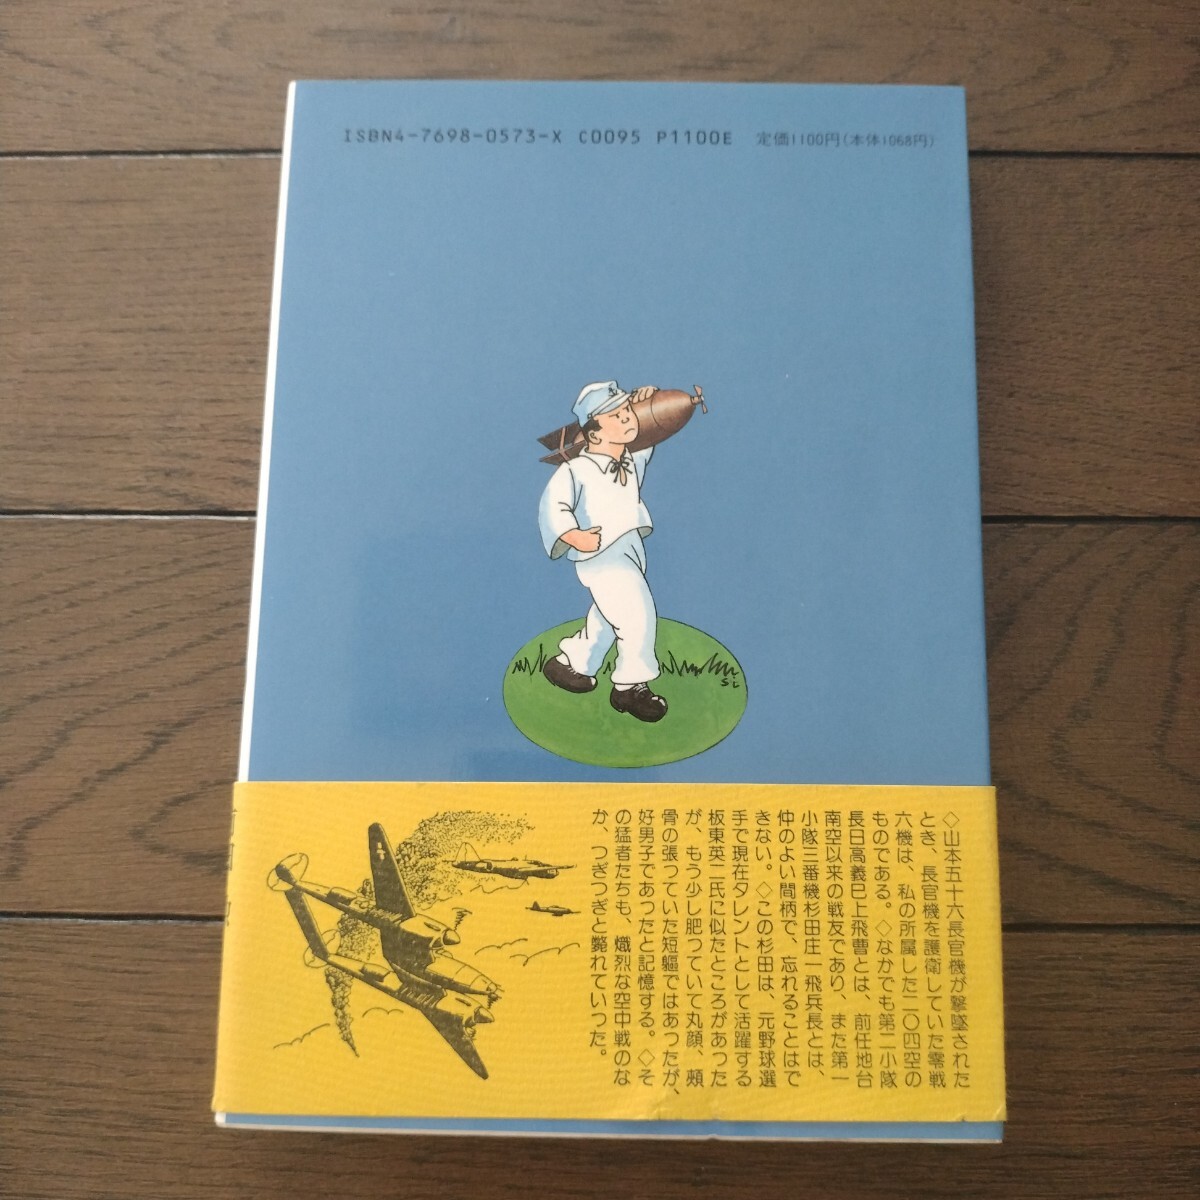 ISBN4-7698-0573-X C0095 P1100E 定価1100円(本体1068円)
SiL
◇山本五十六長官機が撃墜された
とき、長官機を護衛していた零戦
六機は、私の所属した二〇四空の
ものである。◇なかでも第二小隊
長日高義巳上飛曹とは、前任地台
南空以来の戦友であり、また第一
小隊三番機杉田庄一飛兵長とは、
仲のよい間柄で、忘れることはで
きない。◇この杉田は、元野球選
手で現在タレントとして活躍する
板東英二氏に似たところがあった
が、もう少し肥っていて丸顔、頰
骨の張っていた短軀ではあったが、
好男子であったと記憶する。◇そ
の猛者たちも、熾烈な空中戦のな
か、つぎつぎと斃れていった。